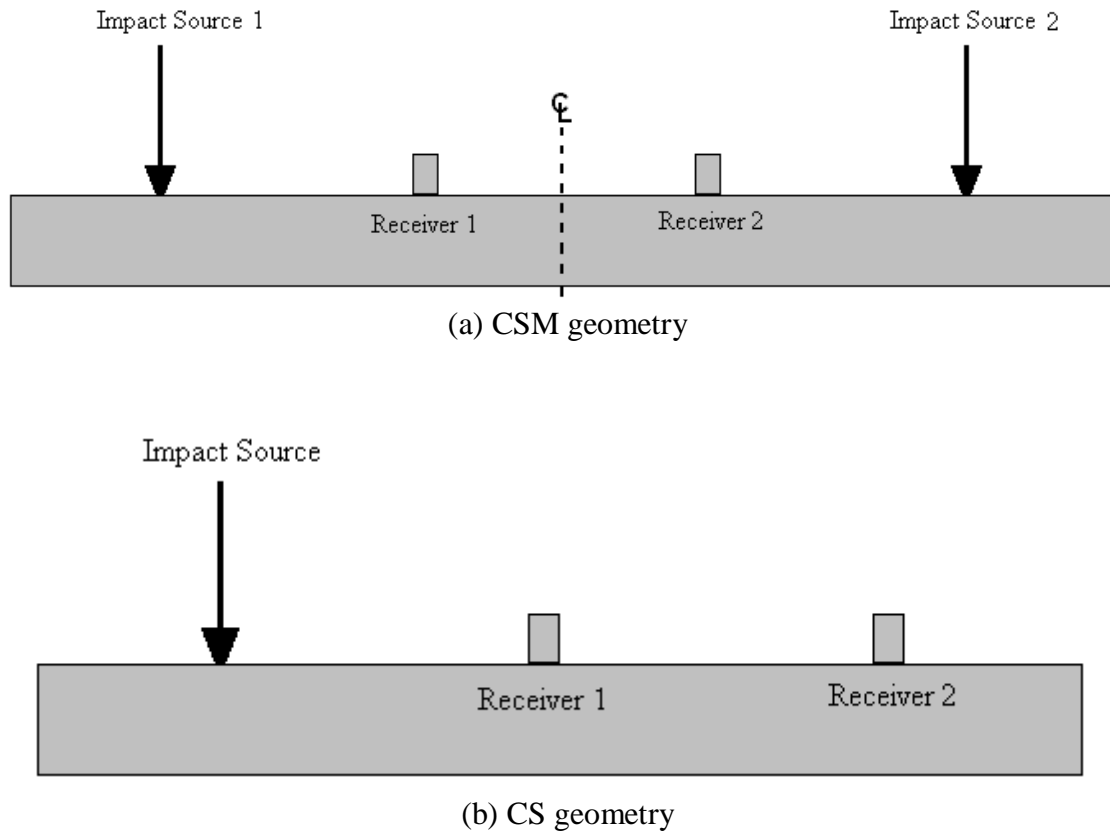 Impact Source 1
Impact Source 2
℄
Receiver 1
Receiver 2
(a) CSM geometry
Impact Source
Receiver 1
Receiver 2
(b) CS geometry